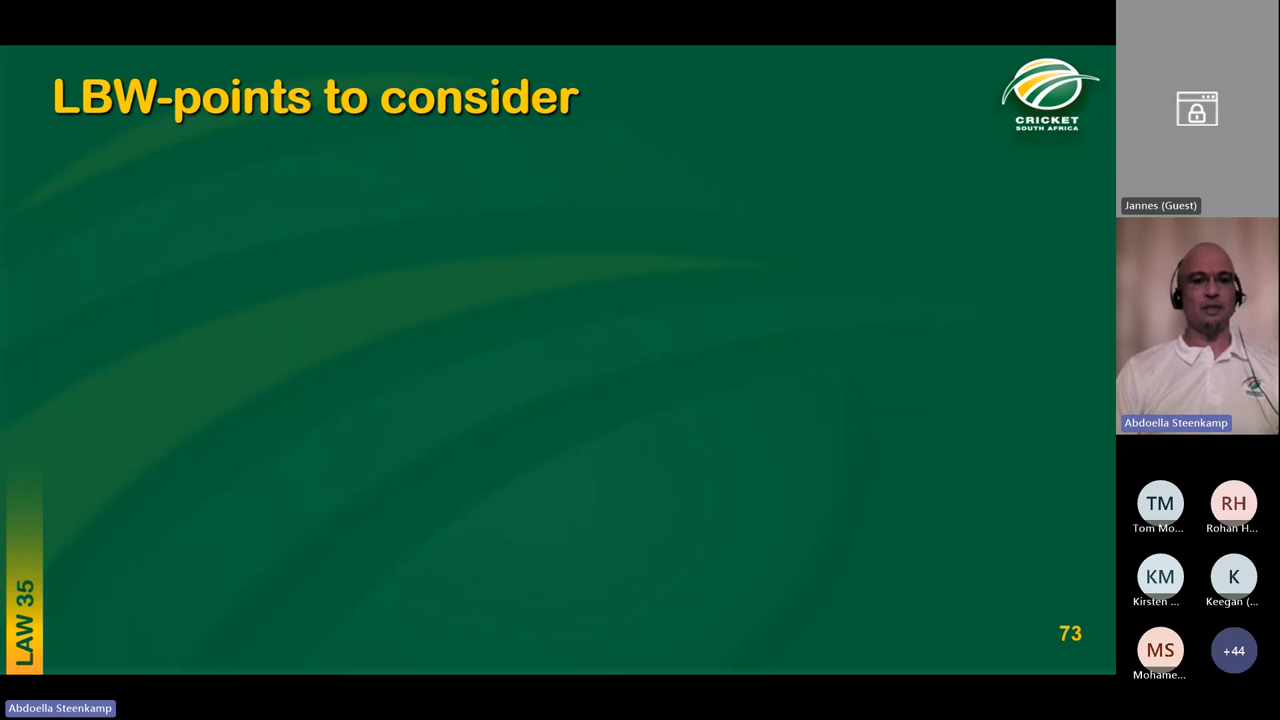 LBW-points to consider
CRICKET
SOUTH AFRICA
LAW 35
73
Jannes (Guest)
Abdoella Steenkamp
TM
Tom Mo...
RH
Rohan H...
KM
Kirsten ...
K
Keegan (...
MS
Mohame...
+44
Abdoella Steenkamp